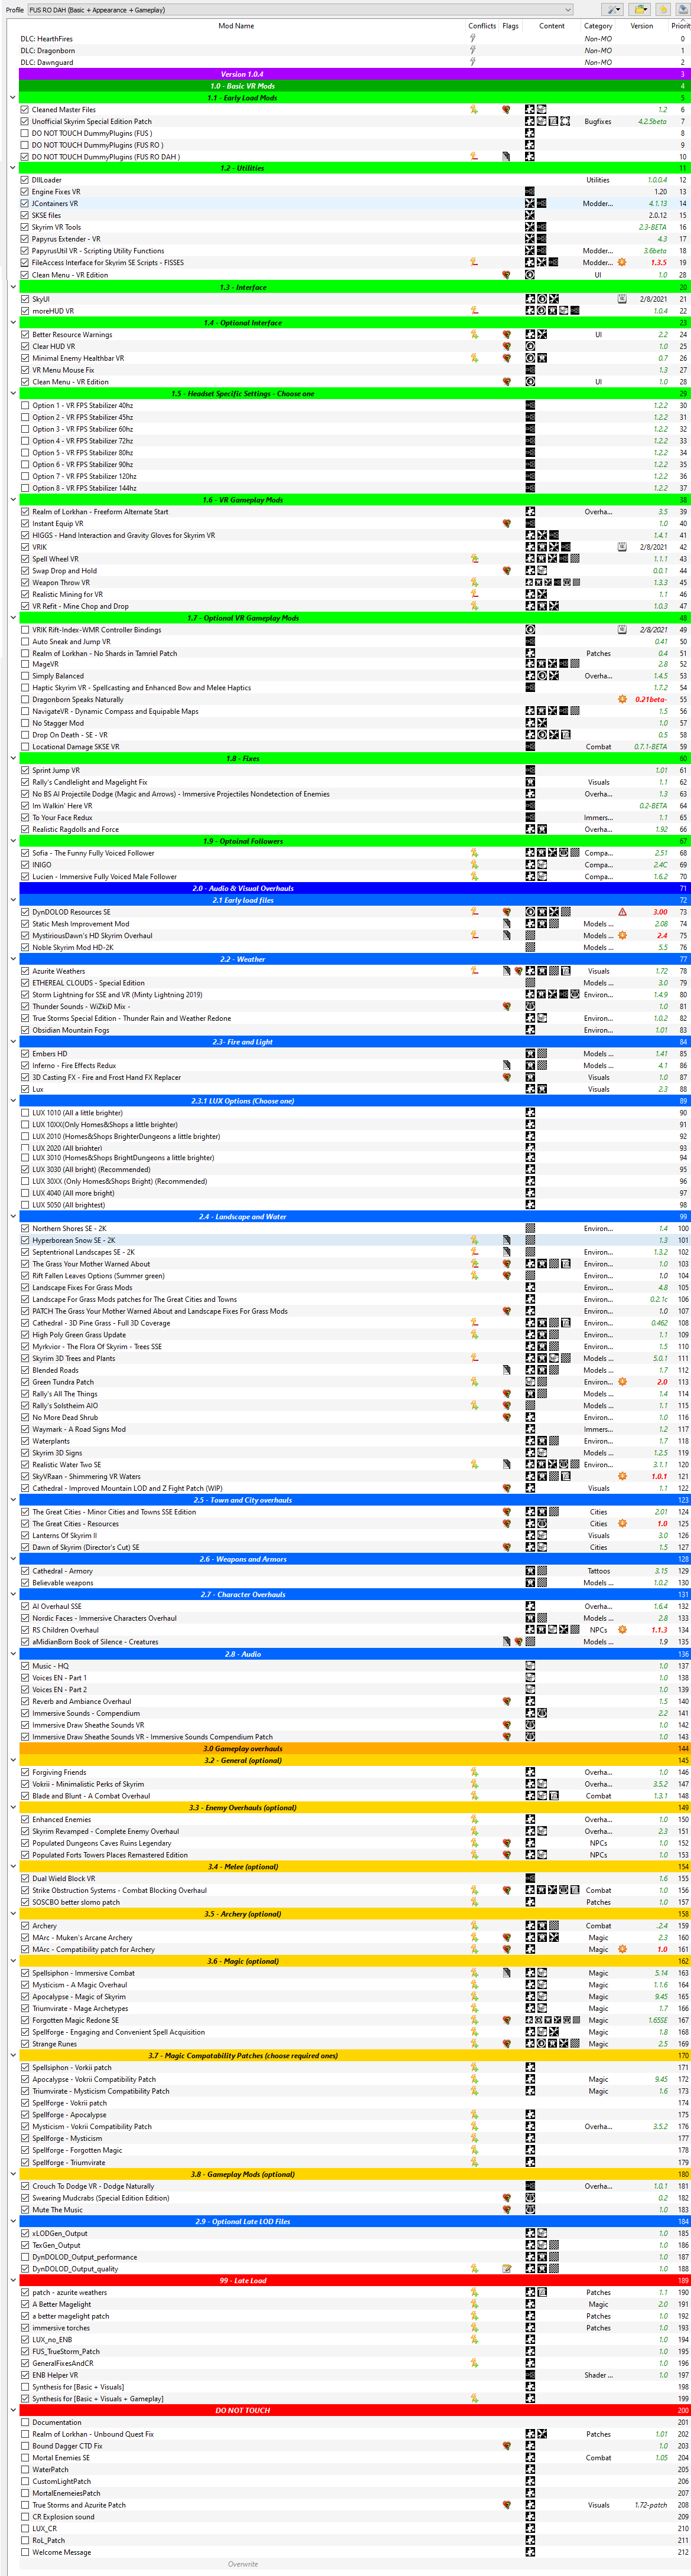 Profile FUS RO DAH (Basic + Appearance + Gameplay)
Mod Name Conflicts Flags Content Category Version Priority
DLC: HearthFires Non-MO 0
DLC: Dragonborn Non-MO 1
DLC: Dawnguard Non-MO 2
Version 1.0.4 3
1.0 - Basic VR Mods 4
1.1 - Early Load Mods 5
Cleaned Master Files 1.2 6
Unofficial Skyrim Special Edition Patch Bugfixes 4.2.5beta 7
DO NOT TOUCH DummyPlugins (FUS ) 8
DO NOT TOUCH DummyPlugins (FUS RO ) 9
DO NOT TOUCH DummyPlugins (FUS RO DAH ) 10
1.2 - Utilities 11
DllLoader Utilities 1.0.0.4 12
Engine Fixes VR 1.20 13
JContainers VR Modder... 4.1.13 14
SKSE files 2.0.12 15
Skyrim VR Tools 2.3-BETA 16
Papyrus Extender - VR 4.3 17
PapyrusUtil VR - Scripting Utility Functions Modder... 3.6beta 18
FileAccess Interface for Skyrim SE Scripts - FISSES Modder... 1.3.5 19
Clean Menu - VR Edition UI 1.0 28
1.3 - Interface 20
SkyUI 2/8/2021 21
moreHUD VR 1.0.4 22
1.4 - Optional Interface 23
Better Resource Warnings UI 2.2 24
Clear HUD VR 1.0 25
Minimal Enemy Healthbar VR 0.7 26
VR Menu Mouse Fix 1.3 27
Clean Menu - VR Edition UI 1.0 28
1.5 - Headset Specific Settings - Choose one 29
Option 1 - VR FPS Stabilizer 40hz 1.2.2 30
Option 2 - VR FPS Stabilizer 45hz 1.2.2 31
Option 3 - VR FPS Stabilizer 60hz 1.2.2 32
Option 4 - VR FPS Stabilizer 72hz 1.2.2 33
Option 5 - VR FPS Stabilizer 80hz 1.2.2 34
Option 6 - VR FPS Stabilizer 90hz 1.2.2 35
Option 7 - VR FPS Stabilizer 120hz 1.2.2 36
Option 8 - VR FPS Stabilizer 144hz 1.2.2 37
1.6 - VR Gameplay Mods 38
Realm of Lorkhan - Freeform Alternate Start Overha... 3.5 39
Instant Equip VR 1.0 40
HIGGS - Hand Interaction and Gravity Gloves for Skyrim VR 1.4.1 41
VRIK 2/8/2021 42
Spell Wheel VR 1.1.1 43
Swap Drop and Hold 0.0.1 44
Weapon Throw VR 1.3.3 45
Realistic Mining for VR 1.1 46
VR Refit - Mine Chop and Drop 1.0.3 47
1.7 - Optional VR Gameplay Mods 48
VRIK Rift-Index-WMR Controller Bindings 2/8/2021 49
Auto Sneak and Jump VR 0.41 50
Realm of Lorkhan - No Shards in Tamriel Patch Patches 0.4 51
MageVR 2.8 52
Simply Balanced Overha... 1.4.5 53
Haptic Skyrim VR - Spellcasting and Enhanced Bow and Melee Haptics 1.7.2 54
Dragonborn Speaks Naturally 0.21beta- 55
NavigateVR - Dynamic Compass and Equipable Maps 1.5 56
No Stagger Mod 1.0 57
Drop On Death - SE - VR 0.5 58
Locational Damage SKSE VR Combat 0.7.1-BETA 59
1.8 - Fixes 60
Sprint Jump VR 1.01 61
Rally's Candlelight and Magelight Fix Visuals 1.1 62
No BS AI Projectile Dodge (Magic and Arrows) - Immersive Projectiles Nondetection of Enemies Overha... 1.3 63
Im Walkin' Here VR 0.2-BETA 64
To Your Face Redux Immers... 1.1 65
Realistic Ragdolls and Force Overha... 1.92 66
1.9 - Optoinal Followers 67
Sofia - The Funny Fully Voiced Follower Compa... 2.51 68
INIGO Compa... 2.4C 69
Lucien - Immersive Fully Voiced Male Follower Compa... 1.6.2 70
2.0 - Audio & Visual Overhauls 71
2.1 Early load files 72
DynDOLOD Resources SE 3.00 73
Static Mesh Improvement Mod Models ... 2.08 74
MystiriousDawn's HD Skyrim Overhaul Models ... 2.4 75
Noble Skyrim Mod HD-2K Models ... 5.5 76
2.2 - Weather 77
Azurite Weathers Visuals 1.72 78
ETHEREAL CLOUDS - Special Edition Models ... 3.0 79
Storm Lightning for SSE and VR (Minty Lightning 2019) Environ... 1.4.9 80
Thunder Sounds - WiZkiD Mix - 1.0 81
True Storms Special Edition - Thunder Rain and Weather Redone Environ... 1.0.2 82
Obsidian Mountain Fogs Environ... 1.01 83
2.3- Fire and Light 84
Embers HD Models ... 1.41 85
Inferno - Fire Effects Redux Models ... 4.1 86
3D Casting FX - Fire and Frost Hand FX Replacer Visuals 1.0 87
Lux Visuals 2.3 88
2.3.1 LUX Options (Choose one) 89
LUX 1010 (All a little brighter) 90
LUX 10XX(Only Homes&Shops a little brighter) 91
LUX 2010 (Homes&Shops BrighterDungeons a little brighter) 92
LUX 2020 (All brighter) 93
LUX 3010 (Homes&Shops BrightDungeons a little brighter) 94
LUX 3030 (All bright) (Recommended) 95
LUX 30XX (Only Homes&Shops Bright) (Recommended) 96
LUX 4040 (All more bright) 97
LUX 5050 (All brightest) 98
2.4 - Landscape and Water 99
Northern Shores SE - 2K Environ... 1.4 100
Hyperborean Snow SE - 2K Environ... 1.3 101
Septentrional Landscapes SE - 2K Environ... 1.3.2 102
The Grass Your Mother Warned About Environ... 1.0 103
Rift Fallen Leaves Options (Summer green) Environ... 1.0 104
Landscape Fixes For Grass Mods Environ... 4.8 105
Landscape For Grass Mods patches for The Great Cities and Towns Environ... 0.2.1c 106
PATCH The Grass Your Mother Warned About and Landscape Fixes For Grass Mods Environ... 1.0 107
Cathedral - 3D Pine Grass - Full 3D Coverage Environ... 0.462 108
High Poly Green Grass Update Environ... 1.1 109
Myrkvior - The Flora Of Skyrim - Trees SSE Models ... 1.5 110
Skyrim 3D Trees and Plants Models ... 5.0.1 111
Blended Roads Models ... 1.7 112
Green Tundra Patch Environ... 2.0 113
Rally's All The Things Models ... 1.4 114
Rally's Solstheim AIO Models ... 1.1 115
No More Dead Shrub Environ... 1.0 116
Waymark - A Road Signs Mod Immers... 1.2 117
Waterplants Environ... 1.7 118
Skyrim 3D Signs Models ... 1.2.5 119
Realistic Water Two SE Environ... 3.1.1 120
SkyVRaan - Shimmering VR Waters 1.0.1 121
Cathedral - Improved Mountain LOD and Z Fight Patch (WIP) Visuals 1.1 122
2.5 - Town and City overhauls 123
The Great Cities - Minor Cities and Towns SSE Edition Cities 2.01 124
The Great Cities - Resources Cities 1.0 125
Lanterns Of Skyrim II Visuals 3.0 126
Dawn of Skyrim (Director's Cut) SE Cities 1.5 127
2.6 - Weapons and Armors 128
Cathedral - Armory Tattoos 3.15 129
Believable weapons Models ... 1.0.2 130
2.7 - Character Overhauls 131
AI Overhaul SSE Overha... 1.6.4 132
Nordic Faces - Immersive Characters Overhaul Models ... 2.8 133
RS Children Overhaul NPCs 1.1.3 134
aMidianBorn Book of Silence - Creatures Models ... 1.9 135
2.8 - Audio 136
Music - HQ 1.0 137
Voices EN - Part 1 1.0 138
Voices EN - Part 2 1.0 139
Reverb and Ambiance Overhaul 1.5 140
Immersive Sounds - Compendium 2.2 141
Immersive Draw Sheathe Sounds VR 1.0 142
Immersive Draw Sheathe Sounds VR - Immersive Sounds Compendium Patch 1.0 143
3.0 Gameplay overhauls 144
3.2 - General (optional) 145
Forgiving Friends Overha... 1.0 146
Vokrii - Minimalistic Perks of Skyrim Overha... 3.5.2 147
Blade and Blunt - A Combat Overhaul Combat 1.3.1 148
3.3 - Enemy Overhauls (optional) 149
Enhanced Enemies Overha... 1.0 150
Skyrim Revamped - Complete Enemy Overhaul Overha... 2.3 151
Populated Dungeons Caves Ruins Legendary NPCs 1.0 152
Populated Forts Towers Places Remastered Edition NPCs 1.0 153
3.4 - Melee (optional) 154
Dual Wield Block VR 1.6 155
Strike Obstruction Systems - Combat Blocking Overhaul Combat 1.0 156
SOSCBO better slomo patch Patches 1.0 157
3.5 - Archery (optional) 158
Archery Combat .2.4 159
MArc - Muken's Arcane Archery Magic 2.3 160
MArc - Compatibility patch for Archery Magic 1.0 161
3.6 - Magic (optional) 162
Spellsiphon - Immersive Combat Magic 5.14 163
Mysticism - A Magic Overhaul Magic 1.1.6 164
Apocalypse - Magic of Skyrim Magic 9.45 165
Triumvirate - Mage Archetypes Magic 1.7 166
Forgotten Magic Redone SE Magic 1.65SE 167
Spellforge - Engaging and Convenient Spell Acquisition Magic 1.8 168
Strange Runes Magic 2.5 169
3.7 - Magic Compatability Patches (choose required ones) 170
Spellsiphon - Vorkii patch 171
Apocalypse - Vokrii Compatibility Patch Magic 9.45 172
Triumvirate - Mysticism Compatibility Patch Magic 1.6 173
Spellforge - Vokrii patch 174
Spellforge - Apocalypse 175
Mysticism - Vokrii Compatibility Patch Overha... 3.5.2 176
Spellforge - Mysticism 177
Spellforge - Forgotten Magic 178
Spellforge - Triumvirate 179
3.8 - Gameplay Mods (optional) 180
Crouch To Dodge VR - Dodge Naturally Overha... 1.0.1 181
Swearing Mudcrabs (Special Edition Edition) 0.2 182
Mute The Music 1.0 183
2.9 - Optional Late LOD Files 184
xLODGen_Output 1.0 185
TexGen_Output 1.0 186
DynDOLOD_Output_performance 1.0 187
DynDOLOD_Output_quality 1.0 188
99 - Late Load 189
patch - azurite weathers Patches 1.1 190
A Better Magelight Magic 2.0 191
a better magelight patch Patches 1.0 192
immersive torches Patches 1.0 193
LUX_no_ENB 1.0 194
FUS_TrueStorm_Patch 1.0 195
GeneralFixesAndCR 1.0 196
ENB Helper VR Shader ... 1.0 197
Synthesis for [Basic + Visuals] 198
Synthesis for [Basic + Visuals + Gameplay] 199
DO NOT TOUCH 200
Documentation 201
Realm of Lorkhan - Unbound Quest Fix Patches 1.01 202
Bound Dagger CTD Fix 1.0 203
Mortal Enemies SE Combat 1.05 204
WaterPatch 205
CustomLightPatch 206
MortalEnemeiesPatch 207
True Storms and Azurite Patch Visuals 1.72-patch 208
CR Explosion sound 209
LUX_CR 210
RoL_Patch 211
Welcome Message 212
Overwrite